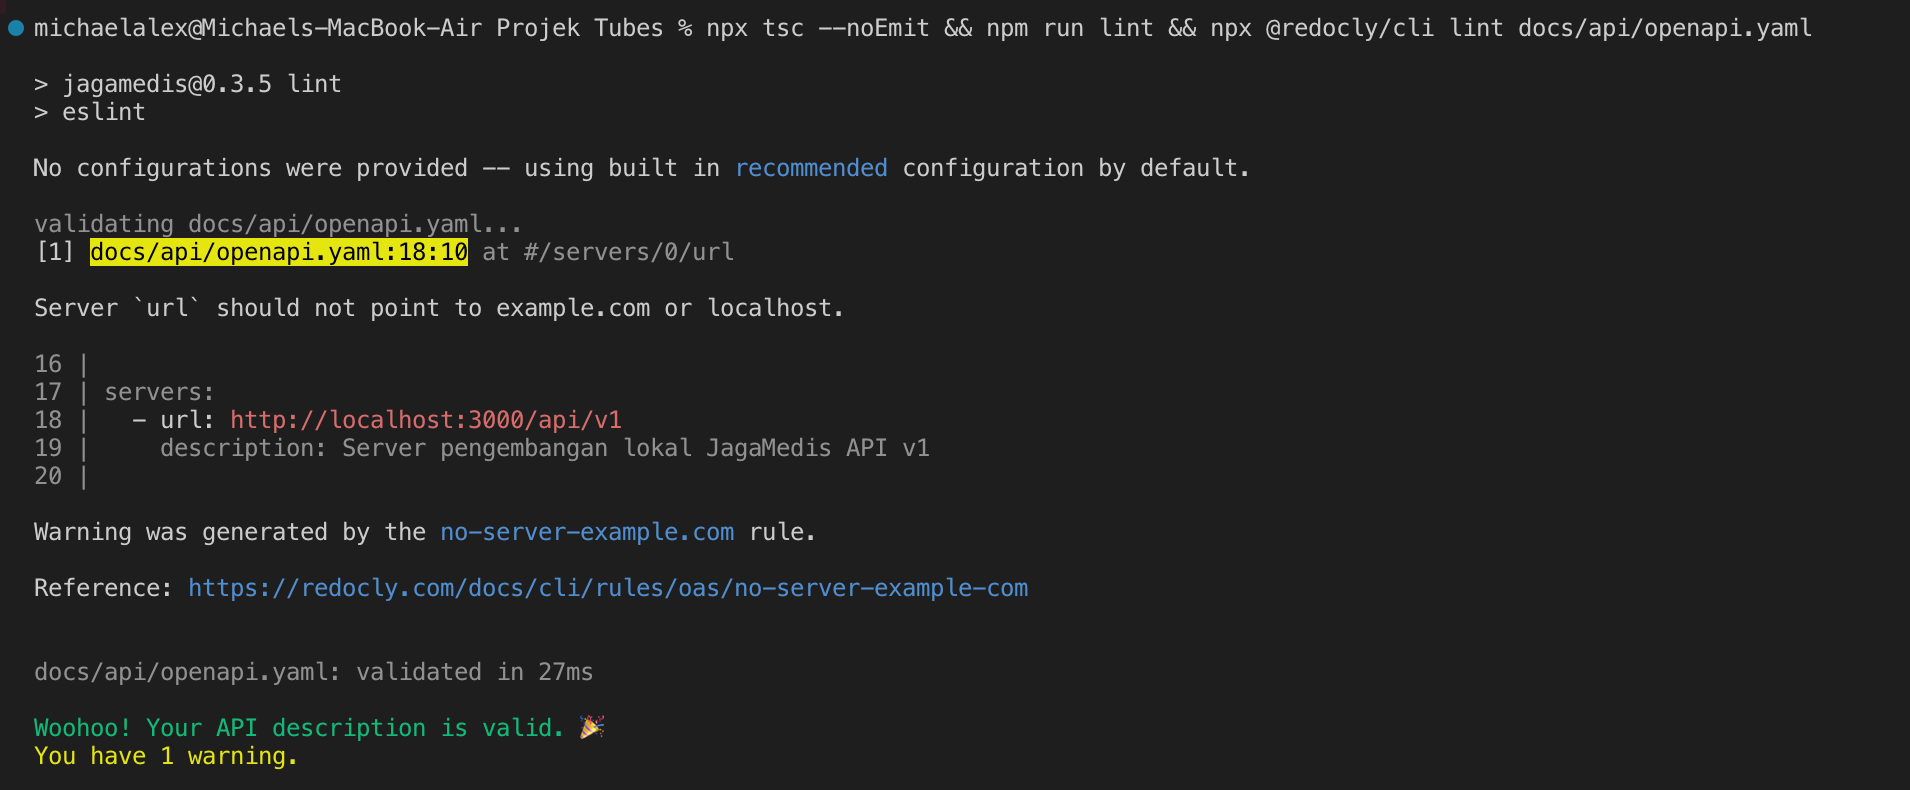 michaelalex@Michaels-MacBook-Air Projek Tubes % npx tsc --noEmit && npm run lint && npx @redocly/cli lint docs/api/openapi.yaml
> jagamedis@0.3.5 lint
> eslint
No configurations were provided -- using built in recommended configuration by default.
validating docs/api/openapi.yaml...
[1] docs/api/openapi.yaml:18:10 at #/servers/0/url
Server `url` should not point to example.com or localhost.
16 |
17 | servers:
18 |   - url: http://localhost:3000/api/v1
19 |     description: Server pengembangan lokal JagaMedis API v1
20 |
Warning was generated by the no-server-example.com rule.
Reference: https://redocly.com/docs/cli/rules/oas/no-server-example-com
docs/api/openapi.yaml: validated in 27ms
Woohoo! Your API description is valid. 🎉
You have 1 warning.